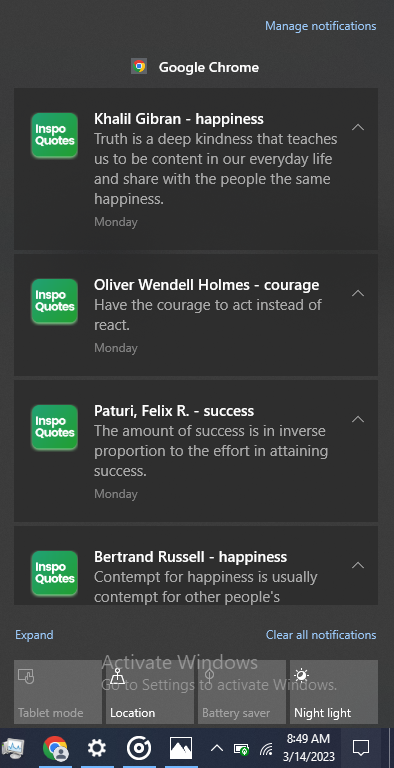 Manage notifications
Google Chrome
Inspo
Quotes
Khalil Gibran - happiness
Truth is a deep kindness that teaches
us to be content in our everyday life
and share with the people the same
happiness.
Monday
Inspo
Quotes
Oliver Wendell Holmes - courage
Have the courage to act instead of
react.
Monday
Inspo
Quotes
Paturi, Felix R. - success
The amount of success is in inverse
proportion to the effort in attaining
success.
Monday
Inspo
Quotes
Bertrand Russell - happiness
Contempt for happiness is usually
contempt for other people's
Expand
Clear all notifications
Activate Windows
Go to Settings to activate Windows.
Tablet mode
Location
Battery saver
Night light
8:49 AM
3/14/2023